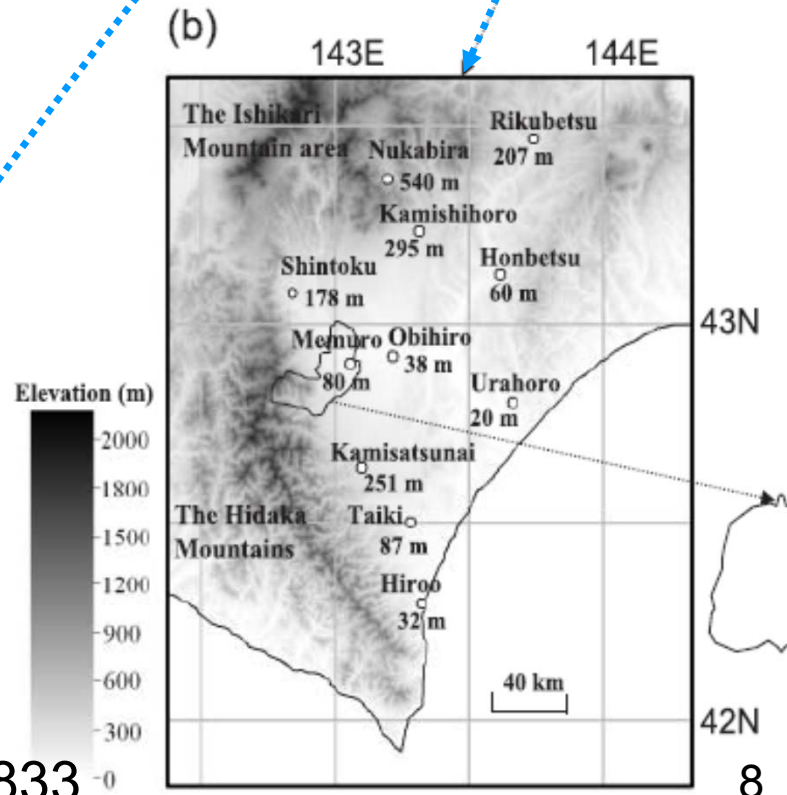 (b)
143E 144E
The Ishikari
Mountain area
Rikubetsu
207 m
Nukabira
540 m
Kamishihoro
295 m
Honbetsu
60 m
Shintoku
178 m
43N
Memuro Obihiro
80 m 38 m
Urahoro
20 m
Elevation (m)
2000
1800
1500
1200
900
600
300
0
Kamisatsunai
251 m
The Hidaka
Mountains
Taiki
87 m
Hiroo
32 m
40 km
42N
833
8